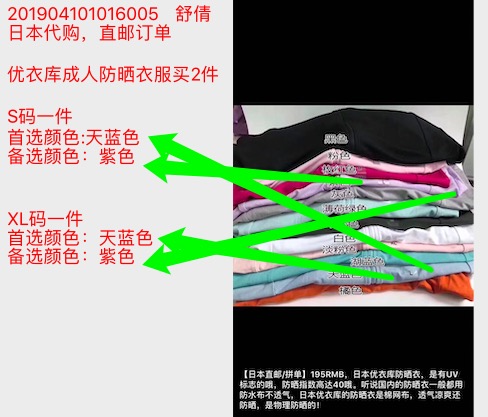 201904101016005 舒倩
日本代购，直邮订单
优衣库成人防晒衣服买2件
S码一件
首选颜色:天蓝色
备选颜色：紫色
XL码一件
首选颜色：天蓝色
备选颜色：紫色
黑色
粉色
玫红色
灰色
薄荷绿色
白色
淡粉色
湖蓝色
天蓝色
橘色
【日本直邮/拼单】195RMB，日本优衣库防晒衣，是有UV
标志的哦，防晒指数高达40哦。听说国内的防晒衣一般都用
防水布不透气，日本优衣库的防晒衣是棉网布，透气凉爽还
防晒，是物理防晒的！